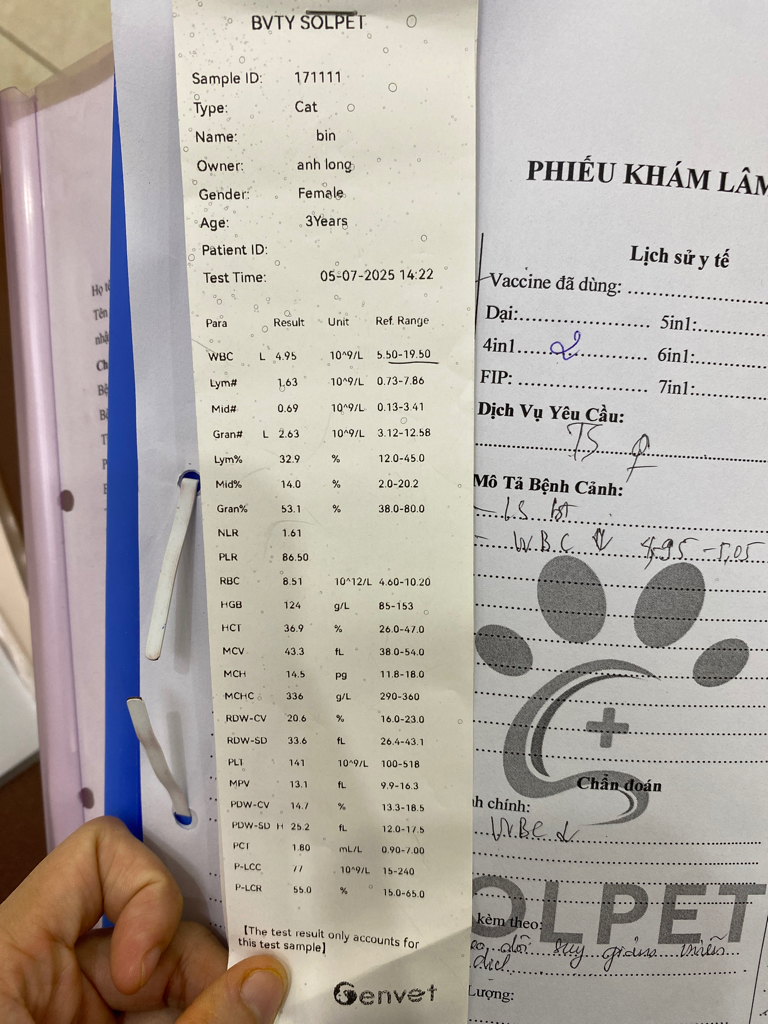 BVTY SOLPET
Sample ID: 171111
Type: Cat
Name: bin
Owner: anh long
Gender: Female
Age: 3Years
Patient ID:
Test Time: 05-07-2025 14:22
Para Result Unit Ref. Range
WBC L 4.95 10^9/L 5.50-19.50
Lym# 1.63 10^9/L 0.73-7.86
Mid# 0.69 10^9/L 0.13-3.41
Gran# L 2.63 10^9/L 3.12-12.58
Lym% 32.9 % 12.0-45.0
Mid% 14.0 % 2.0-20.2
Gran% 53.1 % 38.0-80.0
NLR 1.61
PLR 86.50
RBC 8.51 10^12/L 4.60-10.20
HGB 124 g/L 85-153
HCT 36.9 % 26.0-47.0
MCV 43.3 fL 38.0-54.0
MCH 14.5 pg 11.8-18.0
MCHC 336 g/L 290-360
RDW-CV 20.6 % 16.0-23.0
RDW-SD 33.6 fL 26.4-43.1
PLT 141 10^9/L 100-518
MPV 13.1 fL 9.9-16.3
PDW-CV 14.7 % 13.3-18.5
PDW-SD H 25.2 fL 12.0-17.5
PCT 1.80 mL/L 0.90-7.00
P-LCC 77 10^9/L 15-240
P-LCR 55.0 % 15.0-65.0
【The test result only accounts for
this test sample】
Genvet
PHIẾU KHÁM LÂM
Lịch sử y tế
Vaccine đã dùng:
Dại: 5in1:
4in1 2 6in1:
FIP: 7in1:
Dịch Vụ Yêu Cầu:
TS ♀
Mô Tả Bệnh Cảnh:
- LS bt
- WBC ↓ 4,95 - 5,05
Chẩn đoán
h chính:
WBC ↓
OLPET
kèm theo:
dõi suy giảm miễn
dịch
Lượng:
Họ
Tên